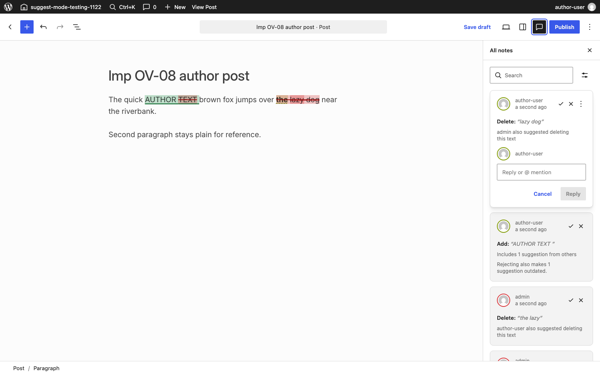 suggest-mode-testing-1122
Ctrl+K
0
New
View Post
author-user
Imp OV-08 author post · Post
Save draft
Publish
All notes
Search
Imp OV-08 author post
The quick AUTHOR TEXT brown fox jumps over the lazy dog near
the riverbank.
Second paragraph stays plain for reference.
author-user
a second ago
Delete: "lazy dog"
admin also suggested deleting
this text
author-user
Reply or @ mention
Cancel
Reply
author-user
a second ago
Add: "AUTHOR TEXT "
Includes 1 suggestion from others
Rejecting also makes 1
suggestion outdated.
admin
a second ago
Delete: "the lazy"
author-user also suggested deleting
this text
admin
Post / Paragraph